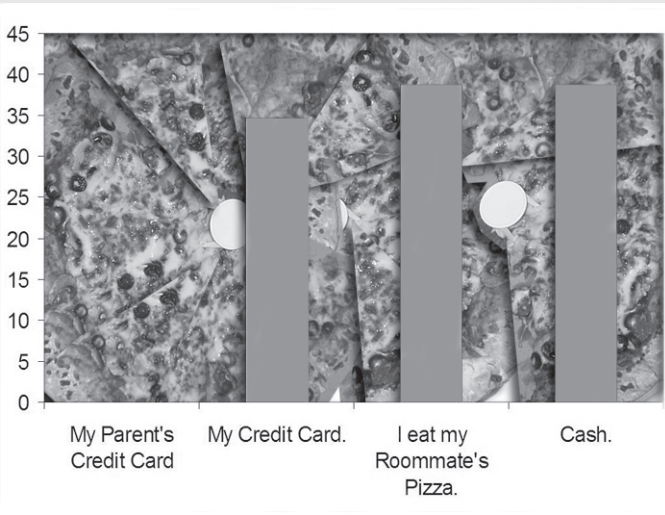 45
40
35
30
25
20
15
10
5
0
My Parent's
Credit Card
My Credit Card.
I eat my
Roommate's
Pizza.
Cash.